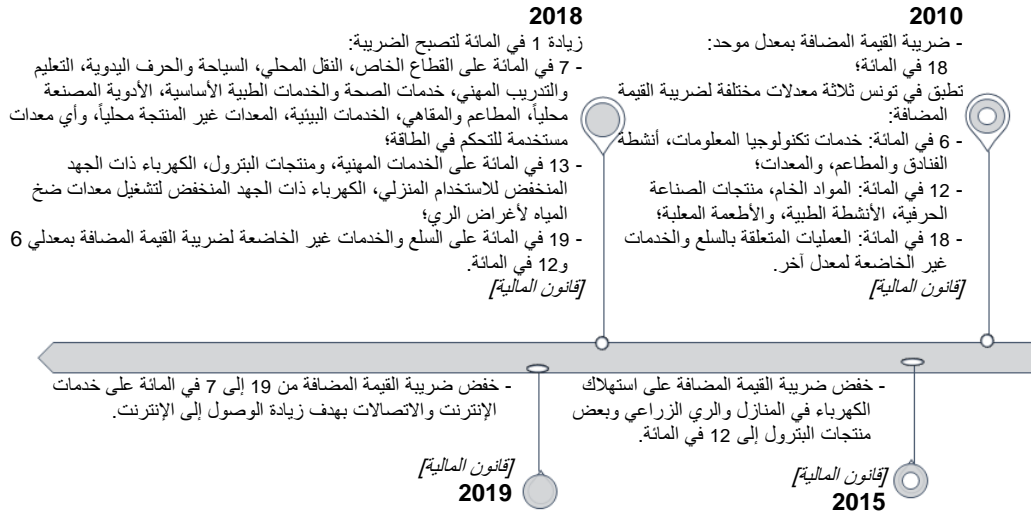 2010
- ضريبة القيمة المضافة بمعدل موحد:
18 في المائة؛
تطبق في تونس ثلاثة معدلات مختلفة لضريبة القيمة
المضافة:
- 6 في المائة: خدمات تكنولوجيا المعلومات، أنشطة
الفنادق والمطاعم، والمعدات؛
- 12 في المائة: المواد الخام، منتجات الصناعة
الحرفية، الأنشطة الطبية، والأطعمة المعلبة؛
- 18 في المائة: العمليات المتعلقة بالسلع والخدمات
غير الخاضعة لمعدل آخر.
[قانون المالية]
2018
زيادة 1 في المائة لتصبح الضريبة:
- 7 في المائة على القطاع الخاص، النقل المحلي، السياحة والحرف اليدوية، التعليم
والتدريب المهني، خدمات الصحة والخدمات الطبية الأساسية، الأدوية المصنعة
محلياً، المطاعم والمقاهي، الخدمات البيئية، المعدات غير المنتجة محلياً، وأي معدات
مستخدمة للتحكم في الطاقة؛
- 13 في المائة على الخدمات المهنية، ومنتجات البترول، الكهرباء ذات الجهد
المنخفض للاستخدام المنزلي، الكهرباء ذات الجهد المنخفض لتشغيل معدات ضخ
المياه لأغراض الري؛
- 19 في المائة على السلع والخدمات غير الخاضعة لضريبة القيمة المضافة بمعدلي 6
و12 في المائة.
[قانون المالية]
- خفض ضريبة القيمة المضافة على استهلاك
الكهرباء في المنازل والري الزراعي وبعض
منتجات البترول إلى 12 في المائة.
[قانون المالية]
2015
- خفض ضريبة القيمة المضافة من 19 إلى 7 في المائة على خدمات
الإنترنت والاتصالات بهدف زيادة الوصول إلى الإنترنت.
[قانون المالية]
2019